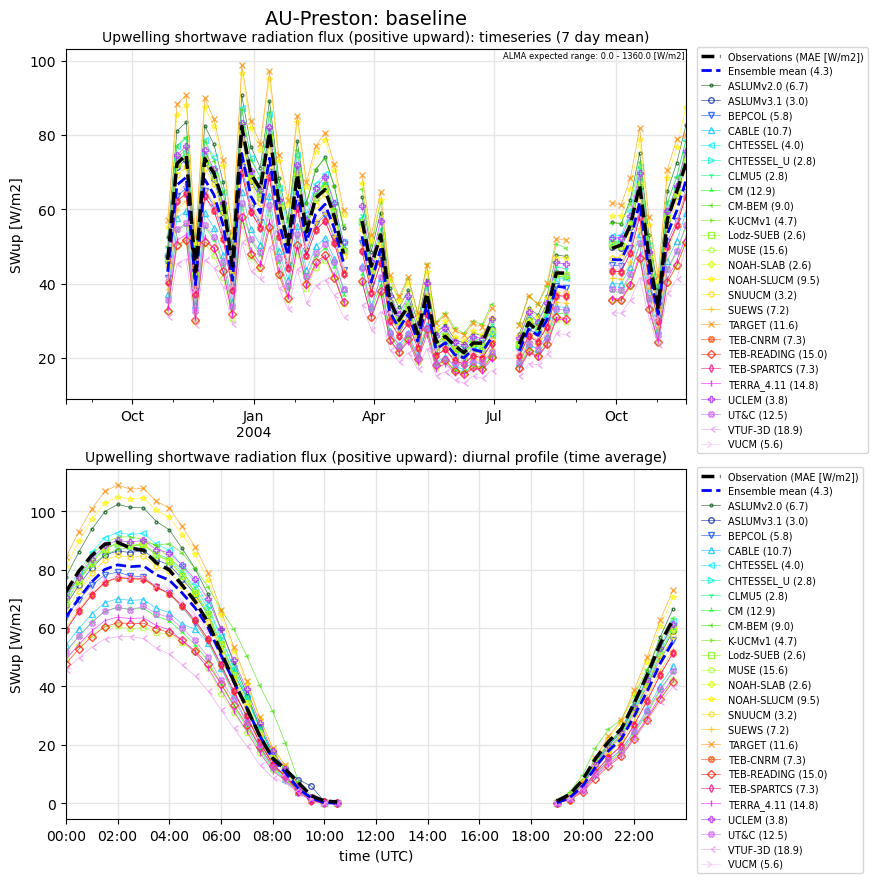 AU-Preston: baseline
Upwelling shortwave radiation flux (positive upward): timeseries (7 day mean)
ALMA expected range: 0.0 - 1360.0 [W/m2]
SWup [W/m2]
100
80
60
40
20
Oct
Jan
2004
Apr
Jul
Oct
Observations (MAE [W/m2])
Ensemble mean (4.3)
ASLUMv2.0 (6.7)
ASLUMv3.1 (3.0)
BEPCOL (5.8)
CABLE (10.7)
CHTESSEL (4.0)
CHTESSEL_U (2.8)
CLMU5 (2.8)
CM (12.9)
CM-BEM (9.0)
K-UCMv1 (4.7)
Lodz-SUEB (2.6)
MUSE (15.6)
NOAH-SLAB (2.6)
NOAH-SLUCM (9.5)
SNUUCM (3.2)
SUEWS (7.2)
TARGET (11.6)
TEB-CNRM (7.3)
TEB-READING (15.0)
TEB-SPARTCS (7.3)
TERRA_4.11 (14.8)
UCLEM (3.8)
UT&C (12.5)
VTUF-3D (18.9)
VUCM (5.6)
Upwelling shortwave radiation flux (positive upward): diurnal profile (time average)
SWup [W/m2]
100
80
60
40
20
0
00:00
02:00
04:00
06:00
08:00
10:00
12:00
14:00
16:00
18:00
20:00
22:00
time (UTC)
Observation (MAE [W/m2])
Ensemble mean (4.3)
ASLUMv2.0 (6.7)
ASLUMv3.1 (3.0)
BEPCOL (5.8)
CABLE (10.7)
CHTESSEL (4.0)
CHTESSEL_U (2.8)
CLMU5 (2.8)
CM (12.9)
CM-BEM (9.0)
K-UCMv1 (4.7)
Lodz-SUEB (2.6)
MUSE (15.6)
NOAH-SLAB (2.6)
NOAH-SLUCM (9.5)
SNUUCM (3.2)
SUEWS (7.2)
TARGET (11.6)
TEB-CNRM (7.3)
TEB-READING (15.0)
TEB-SPARTCS (7.3)
TERRA_4.11 (14.8)
UCLEM (3.8)
UT&C (12.5)
VTUF-3D (18.9)
VUCM (5.6)